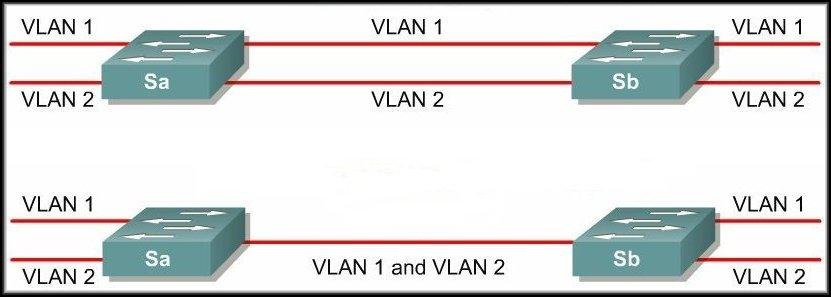 VLAN 1 VLAN 1 VLAN 1
Sa Sb
VLAN 2 VLAN 2 VLAN 2
VLAN 1 VLAN 1
Sa Sb
VLAN 2 VLAN 1 and VLAN 2 VLAN 2